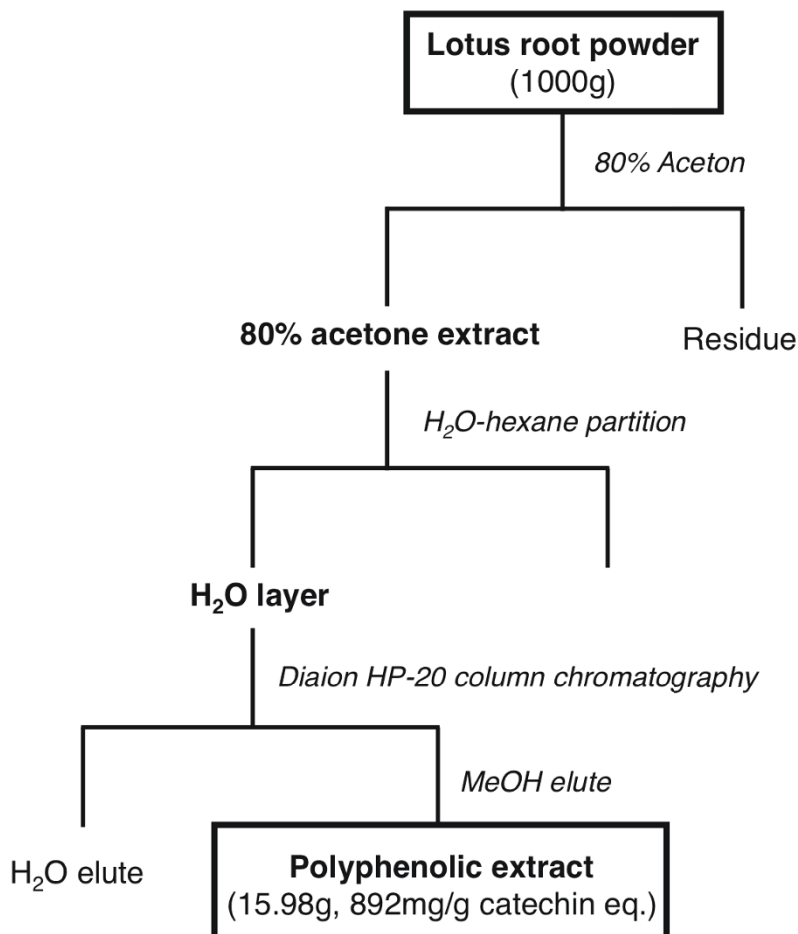 Lotus root powder
(1000g)
80% Aceton
80% acetone extract
Residue
H₂O-hexane partition
H₂O layer
Diaion HP-20 column chromatography
MeOH elute
H₂O elute
Polyphenolic extract
(15.98g, 892mg/g catechin eq.)